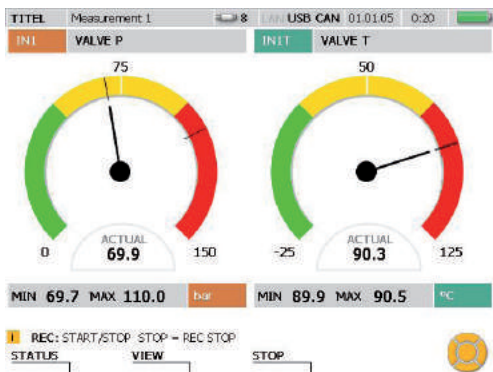 TITEL Measurement 1 8 LAN USB CAN 01.01.05 0:20
IN1 VALVE P
IN1T VALVE T
75
0 150
ACTUAL
69.9
50
-25 125
ACTUAL
90.3
MIN 69.7 MAX 110.0 bar
MIN 89.9 MAX 90.5 °C
REC: START/STOP STOP = REC STOP
STATUS VIEW STOP